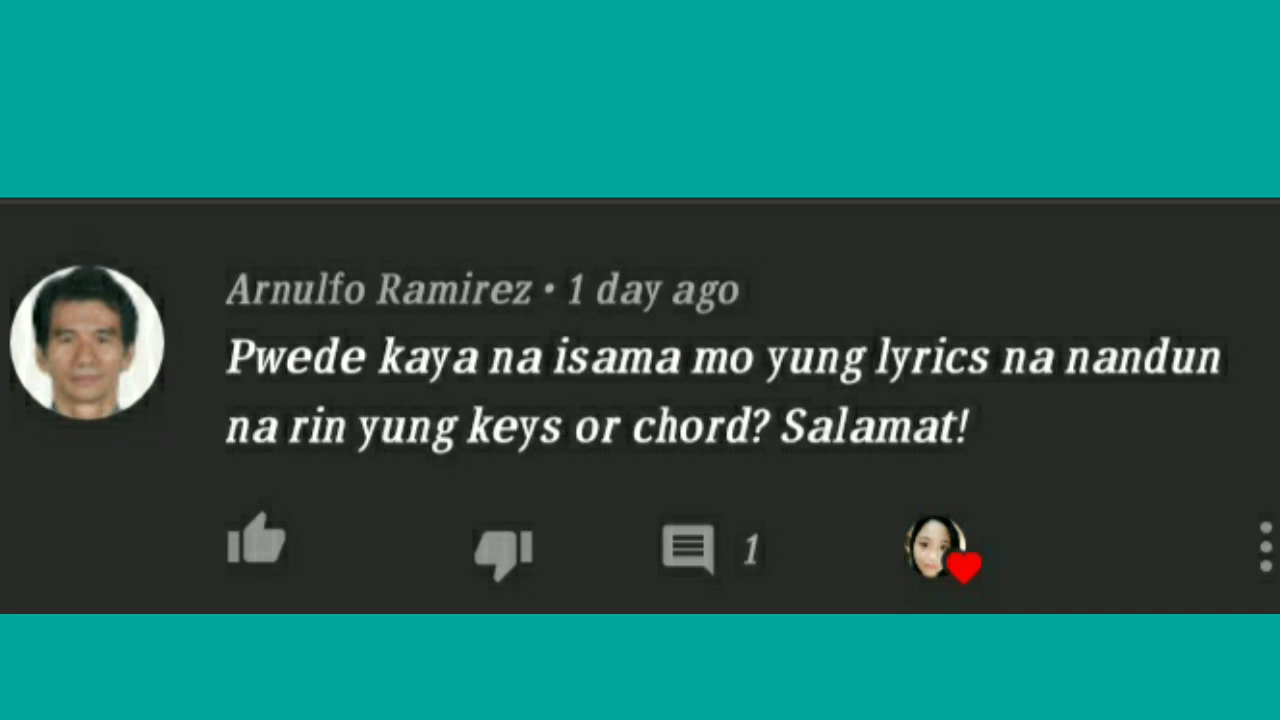 Arnulfo Ramirez • 1 day ago
Pwede kaya na isama mo yung lyrics na nandun
na rin yung keys or chord? Salamat!
1